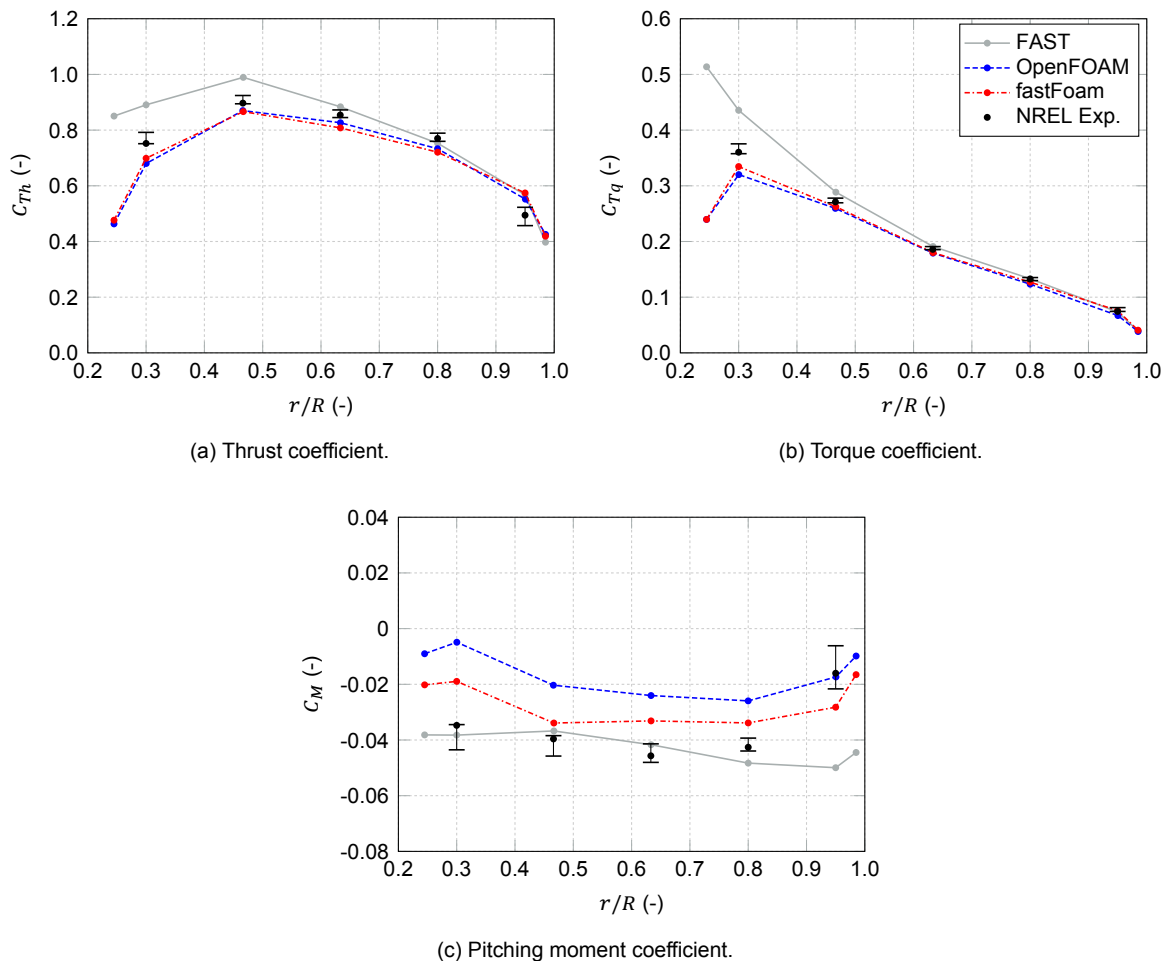 1.2
1.0
0.8
0.6
0.4
0.2
0.0
C_Th (-)
0.2 0.3 0.4 0.5 0.6 0.7 0.8 0.9 1.0
r/R (-)
(a) Thrust coefficient.
0.6
0.5
0.4
0.3
0.2
0.1
0.0
C_Tq (-)
FAST
OpenFOAM
fastFoam
NREL Exp.
0.2 0.3 0.4 0.5 0.6 0.7 0.8 0.9 1.0
r/R (-)
(b) Torque coefficient.
0.04
0.02
0
-0.02
-0.04
-0.06
-0.08
C_M (-)
0.2 0.3 0.4 0.5 0.6 0.7 0.8 0.9 1.0
r/R (-)
(c) Pitching moment coefficient.